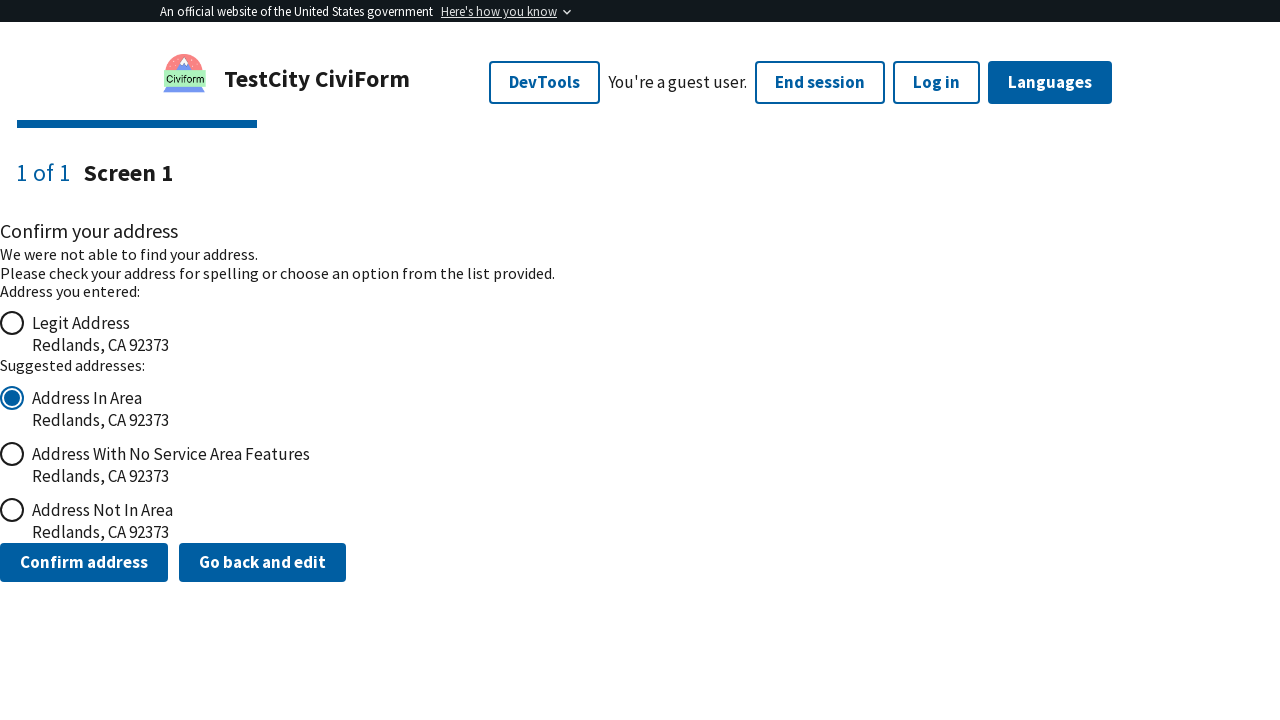 An official website of the United States government Here's how you know
Civiform
TestCity CiviForm
DevTools
You're a guest user.
End session
Log in
Languages
1 of 1 Screen 1
Confirm your address
We were not able to find your address.
Please check your address for spelling or choose an option from the list provided.
Address you entered:
Legit Address
Redlands, CA 92373
Suggested addresses:
Address In Area
Redlands, CA 92373
Address With No Service Area Features
Redlands, CA 92373
Address Not In Area
Redlands, CA 92373
Confirm address
Go back and edit